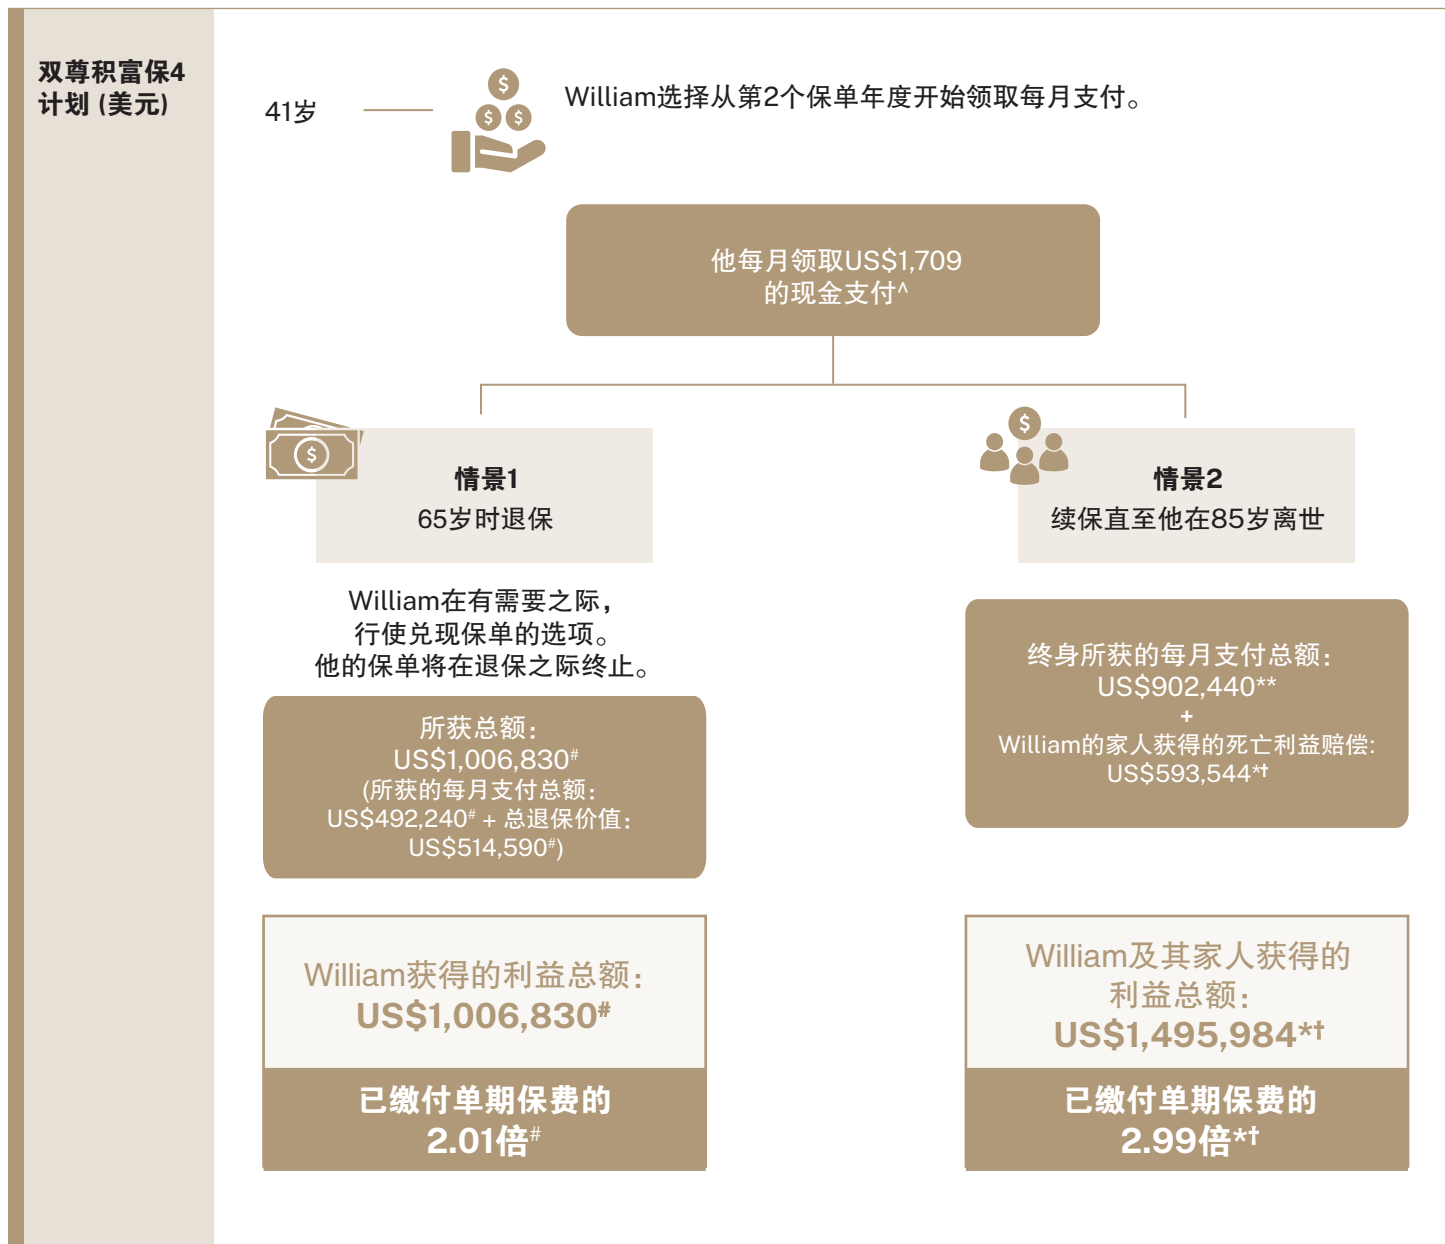 双尊积富保4
计划 (美元)
41岁
William选择从第2个保单年度开始领取每月支付。
他每月领取US$1,709
的现金支付^
情景1
65岁时退保
William在有需要之际，
行使兑现保单的选项。
他的保单将在退保之际终止。
所获总额：
US$1,006,830#
(所获的每月支付总额：
US$492,240# + 总退保价值：
US$514,590#)
William获得的利益总额：
US$1,006,830#
已缴付单期保费的
2.01倍#
情景2
续保直至他在85岁离世
终身所获的每月支付总额：
US$902,440**
+
William的家人获得的死亡利益赔偿:
US$593,544*†
William及其家人获得的
利益总额：
US$1,495,984*†
已缴付单期保费的
2.99倍*†